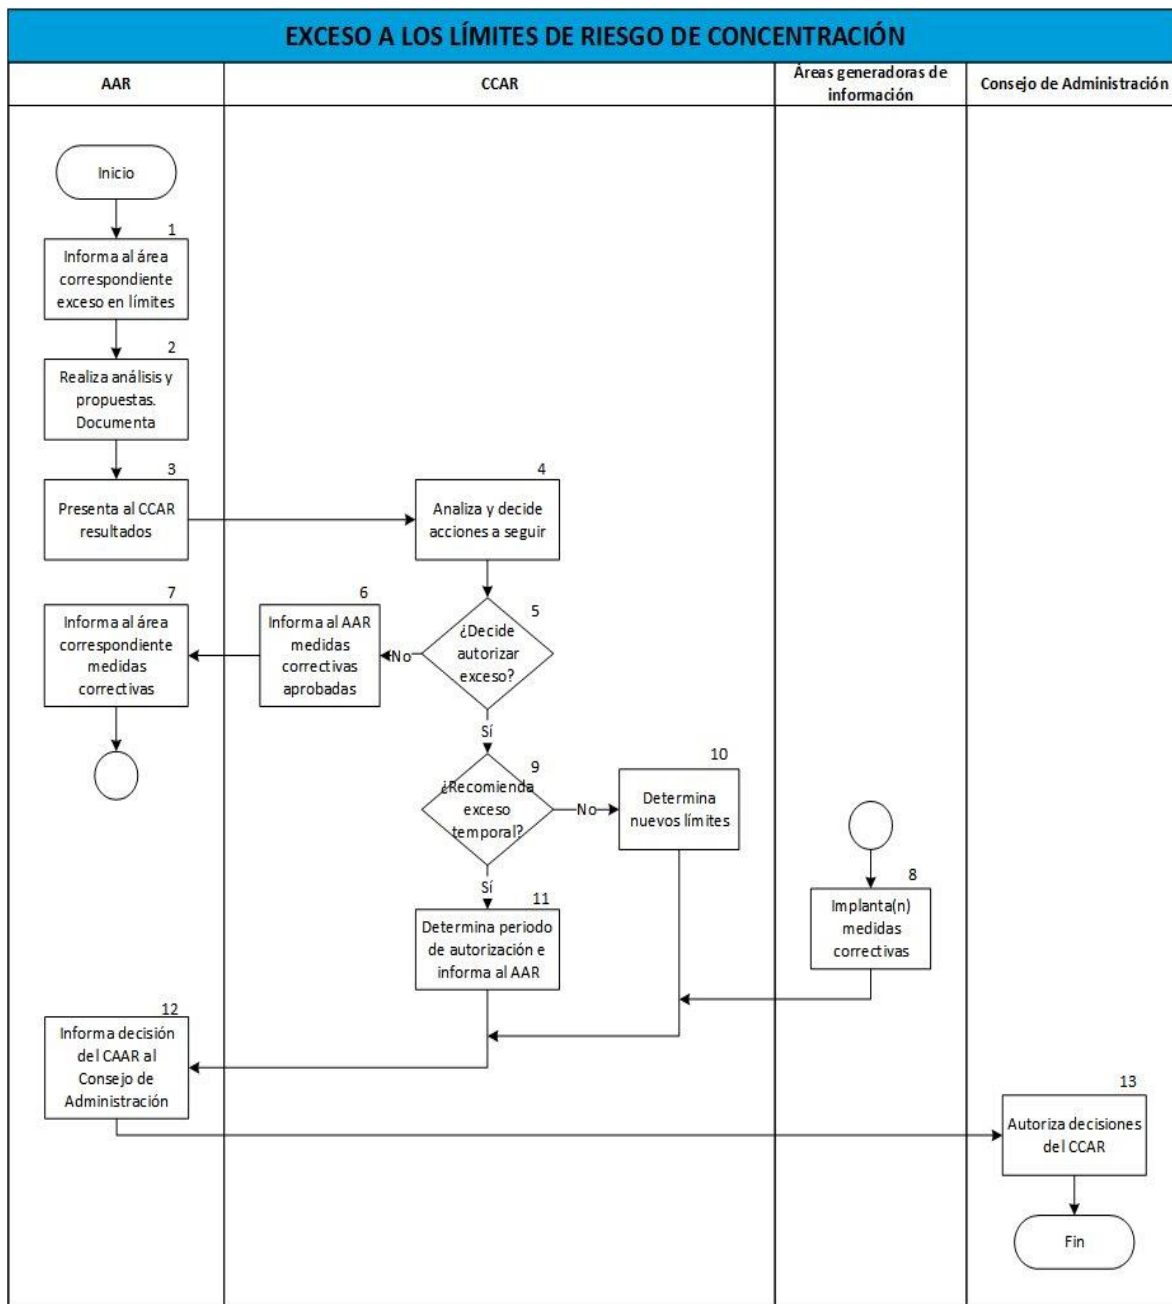 EXCESO A LOS LÍMITES DE RIESGO DE CONCENTRACIÓN
AAR
CCAR
Áreas generadoras de
información
Consejo de Administración
Inicio
1
Informa al área
correspondiente
exceso en límites
2
Realiza análisis y
propuestas.
Documenta
3
Presenta al CCAR
resultados
4
Analiza y decide
acciones a seguir
5
¿Decide
autorizar
exceso?
No
6
Informa al AAR
medidas
correctivas
aprobadas
7
Informa al área
correspondiente
medidas
correctivas
Sí
9
¿Recomienda
exceso
temporal?
No
10
Determina
nuevos límites
8
Implanta(n)
medidas
correctivas
Sí
11
Determina periodo
de autorización e
informa al AAR
12
Informa decisión
del CAAR al
Consejo de
Administración
13
Autoriza decisiones
del CCAR
Fin